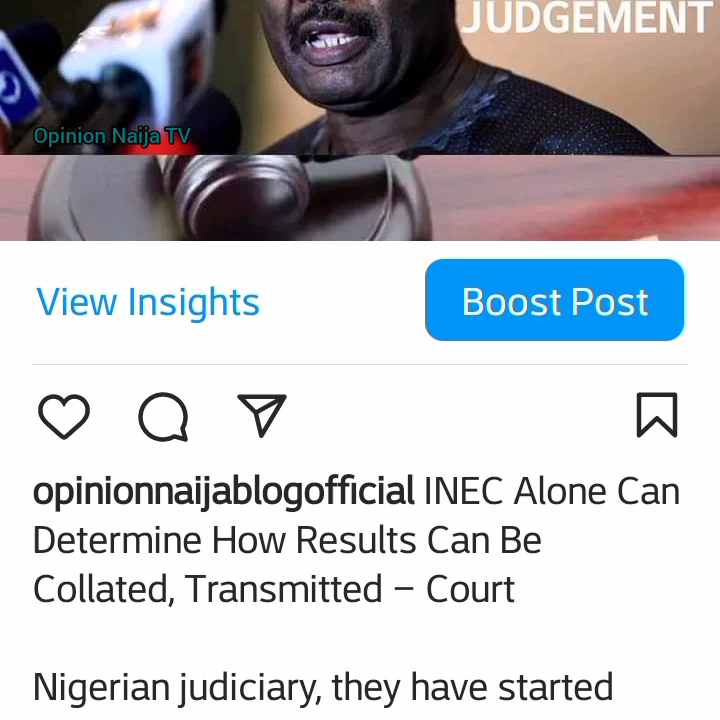 JUDGEMENT
Opinion Naija TV
View Insights
Boost Post
opinionnaijablogofficial INEC Alone Can
Determine How Results Can Be
Collated, Transmitted – Court
Nigerian judiciary, they have started